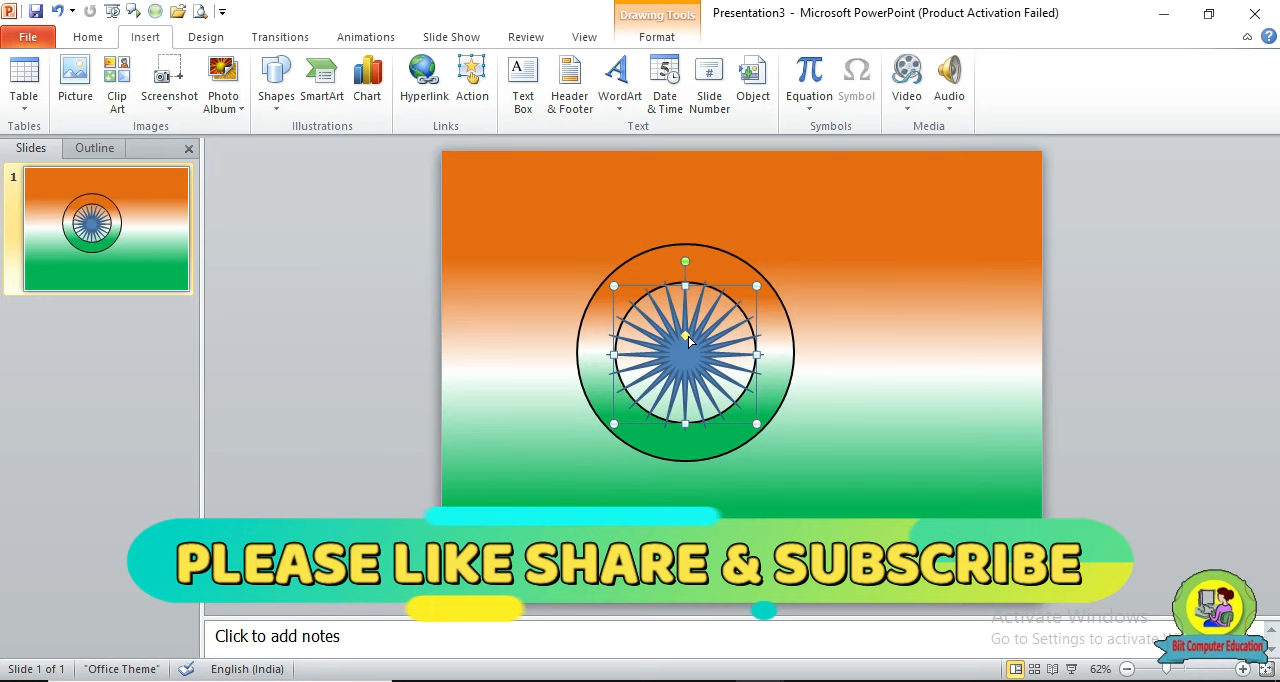 Drawing Tools
Presentation3 - Microsoft PowerPoint (Product Activation Failed)
File Home Insert Design Transitions Animations Slide Show Review View Format
Table
Picture
Clip Art
Screenshot
Photo Album
Shapes
SmartArt
Chart
Hyperlink
Action
Text Box
Header & Footer
WordArt
Date & Time
Slide Number
Object
Equation
Symbol
Video
Audio
Tables Images Illustrations Links Text Symbols Media
Slides Outline
1
PLEASE LIKE SHARE & SUBSCRIBE
Activate Windows
Go to Settings to activate
Biit Computer Education
Click to add notes
Slide 1 of 1 "Office Theme" English (India) 62%